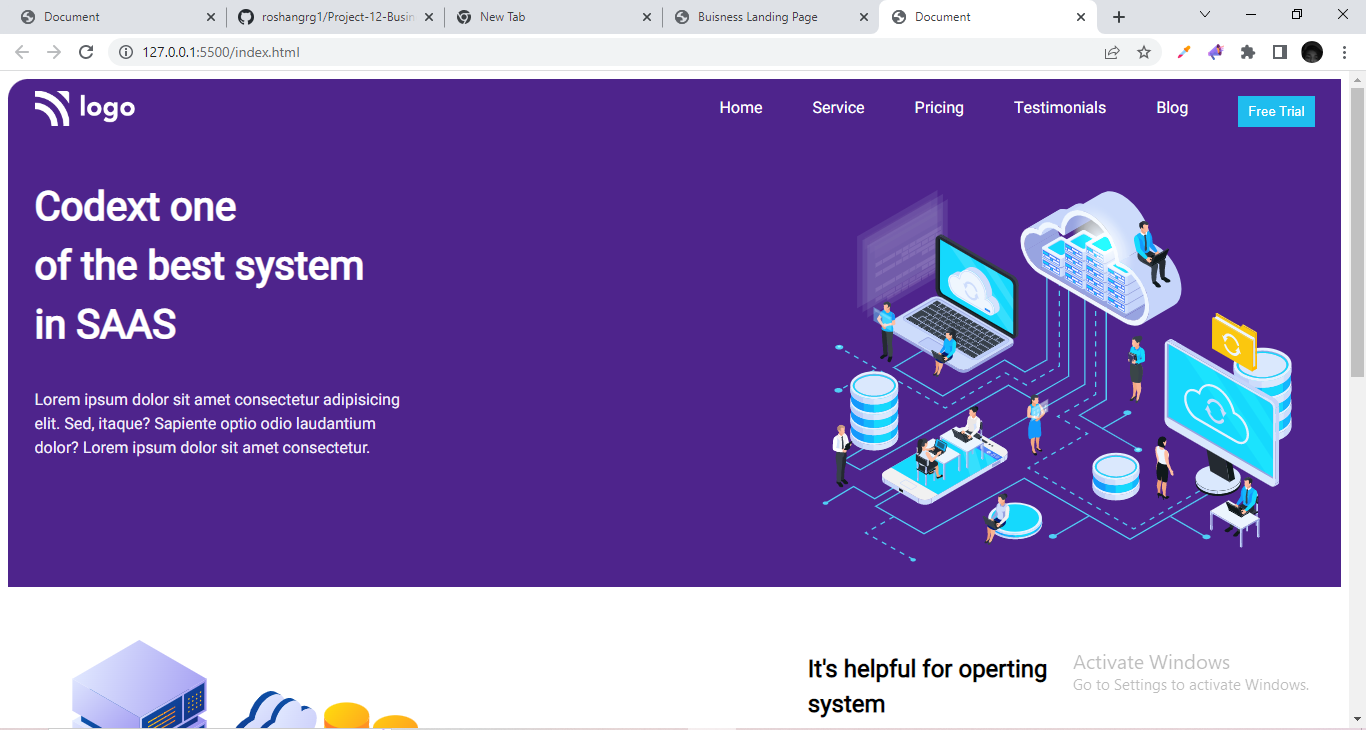 Document
roshangrg1/Project-12-Busin
New Tab
Buisness Landing Page
Document
127.0.0.1:5500/index.html
logo
Home
Service
Pricing
Testimonials
Blog
Free Trial
Codext one
of the best system
in SAAS
Lorem ipsum dolor sit amet consectetur adipisicing
elit. Sed, itaque? Sapiente optio odio laudantium
dolor? Lorem ipsum dolor sit amet consectetur.
It's helpful for operting
system
Activate Windows
Go to Settings to activate Windows.